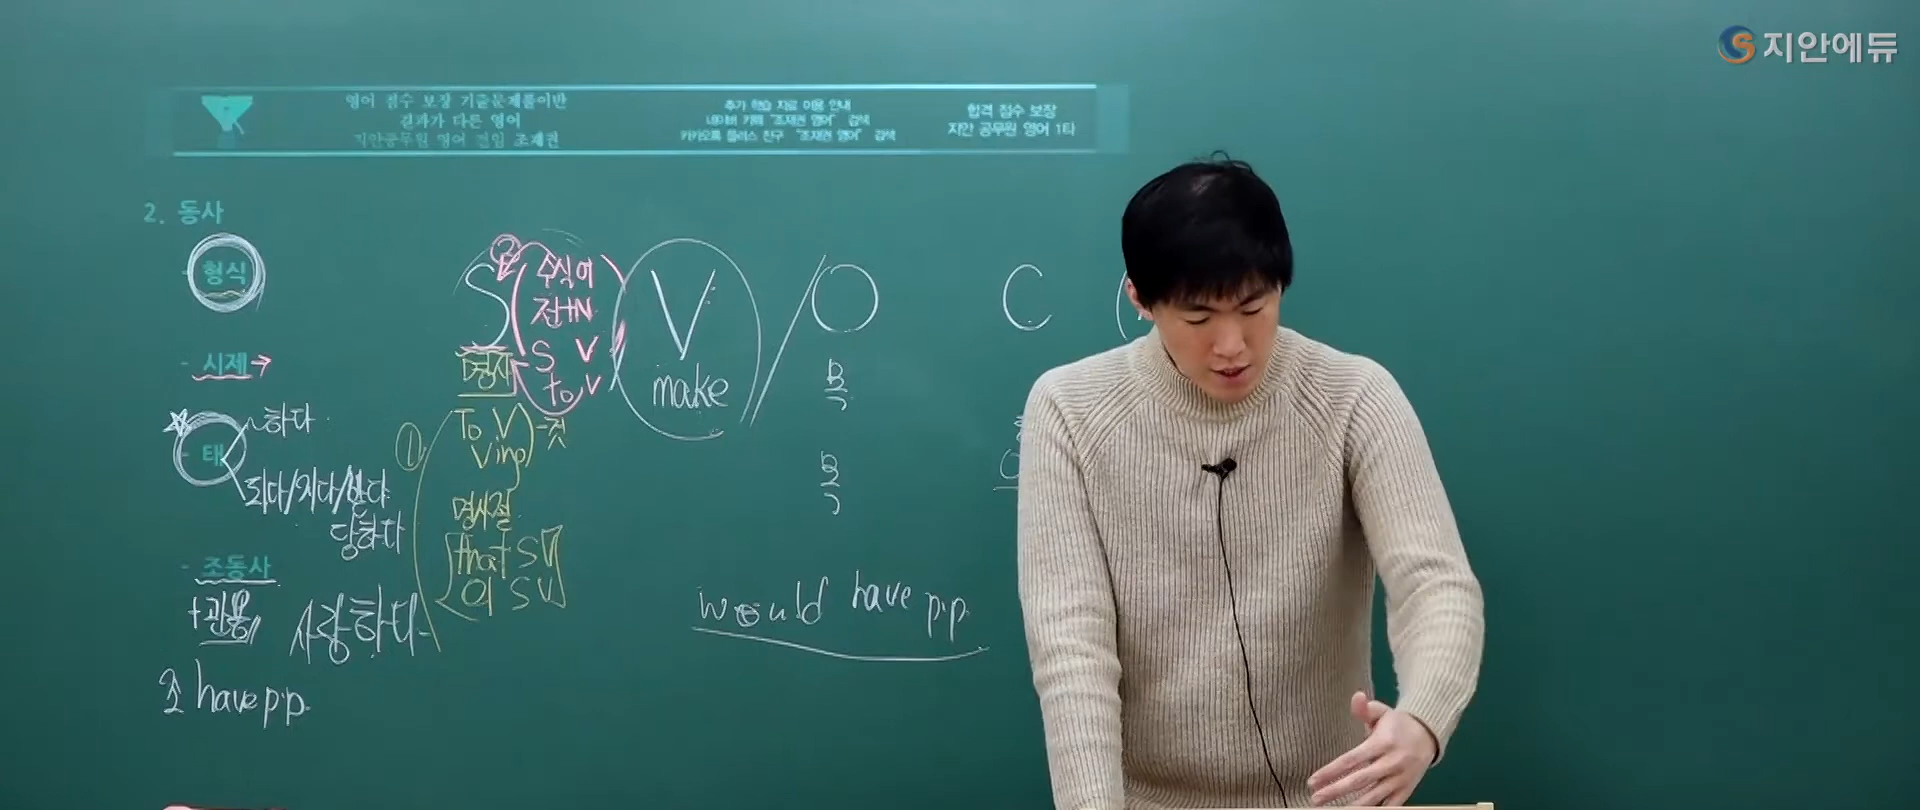 지안에듀
영어 점수 보장 기출문제풀이반
결과가 다른 영어
지안공무원 영어 전임 조재권
추가 학습 자료 이용 안내
네이버 카페 "조재권 영어" 검색
카카오톡 플러스 친구 "조재권 영어" 검색
합격 점수 보장
지안 공무원 영어 1타
2. 동사
- 형식
- 시제 →
- 태
~하다
되다/지다/받다
당하다
- 조동사
+관용
사랑하다
조 have p.p.
S ② (수식어
전+N
S V
to V)
명사
① To V
Ving) -것
명사절
[that S V
의 S V]
V
make
/ O
목
목
C
would have p.p.